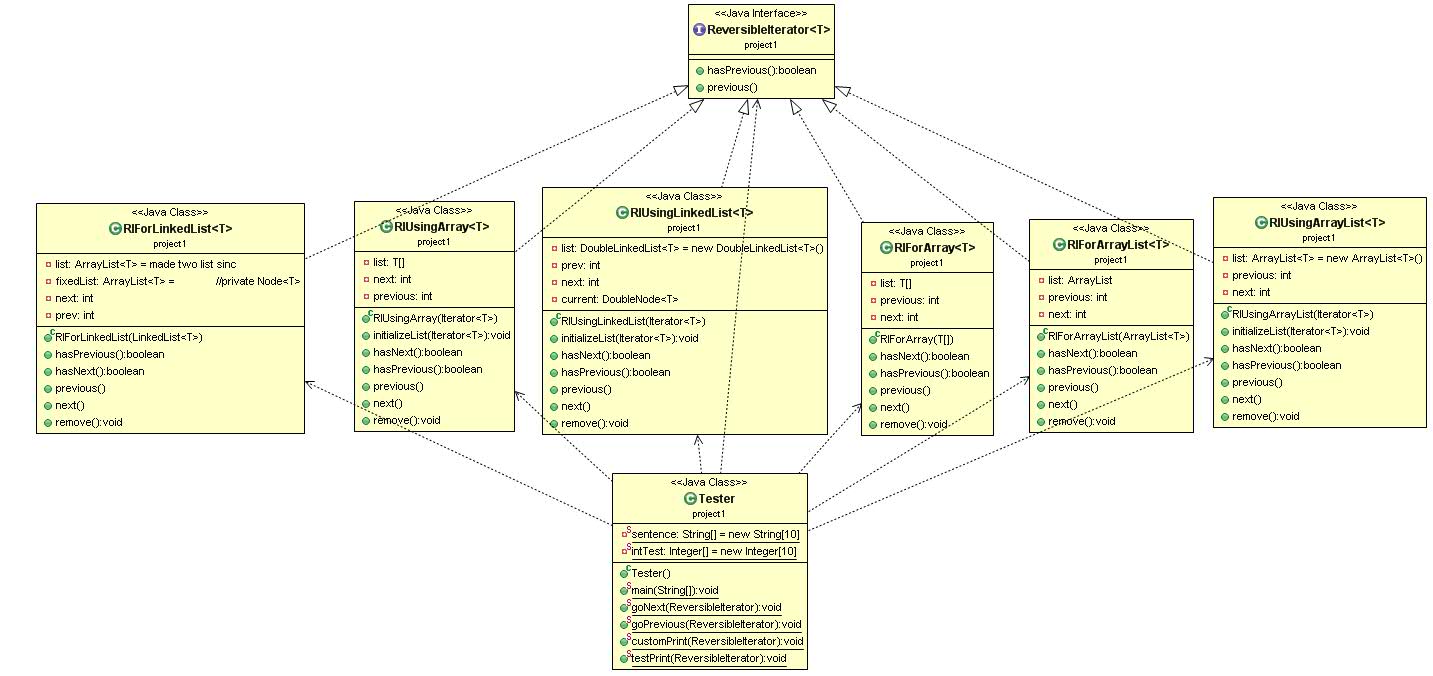 <<Java Interface>>
ReversibleIterator<T>
project1
hasPrevious():boolean
previous()
<<Java Class>>
RIForLinkedList<T>
project1
list: ArrayList<T> = made two list sinc
fixedList: ArrayList<T> = //private Node<T>
next: int
prev: int
RIForLinkedList(LinkedList<T>)
hasPrevious():boolean
hasNext():boolean
previous()
next()
remove():void
<<Java Class>>
RIUsingArray<T>
project1
list: T[]
next: int
previous: int
RIUsingArray(Iterator<T>)
initializeList(Iterator<T>):void
hasNext():boolean
hasPrevious():boolean
previous()
next()
remove():void
<<Java Class>>
RIUsingLinkedList<T>
project1
list: DoubleLinkedList<T> = new DoubleLinkedList<T>()
prev: int
next: int
current: DoubleNode<T>
RIUsingLinkedList(Iterator<T>)
initializeList(Iterator<T>):void
hasNext():boolean
hasPrevious():boolean
previous()
next()
remove():void
<<Java Class>>
RIForArray<T>
project1
list: T[]
previous: int
next: int
RIForArray(T[])
hasNext():boolean
hasPrevious():boolean
previous()
next()
remove():void
<<Java Class>>
RIForArrayList<T>
project1
list: ArrayList
previous: int
next: int
RIForArrayList(ArrayList<T>)
hasNext():boolean
hasPrevious():boolean
previous()
next()
remove():void
<<Java Class>>
RIUsingArrayList<T>
project1
list: ArrayList<T> = new ArrayList<T>()
previous: int
next: int
RIUsingArrayList(Iterator<T>)
initializeList(Iterator<T>):void
hasNext():boolean
hasPrevious():boolean
previous()
next()
remove():void
<<Java Class>>
Tester
project1
sentence: String[] = new String[10]
intTest: Integer[] = new Integer[10]
Tester()
main(String[]):void
goNext(ReversibleIterator):void
goPrevious(ReversibleIterator):void
customPrint(ReversibleIterator):void
testPrint(ReversibleIterator):void